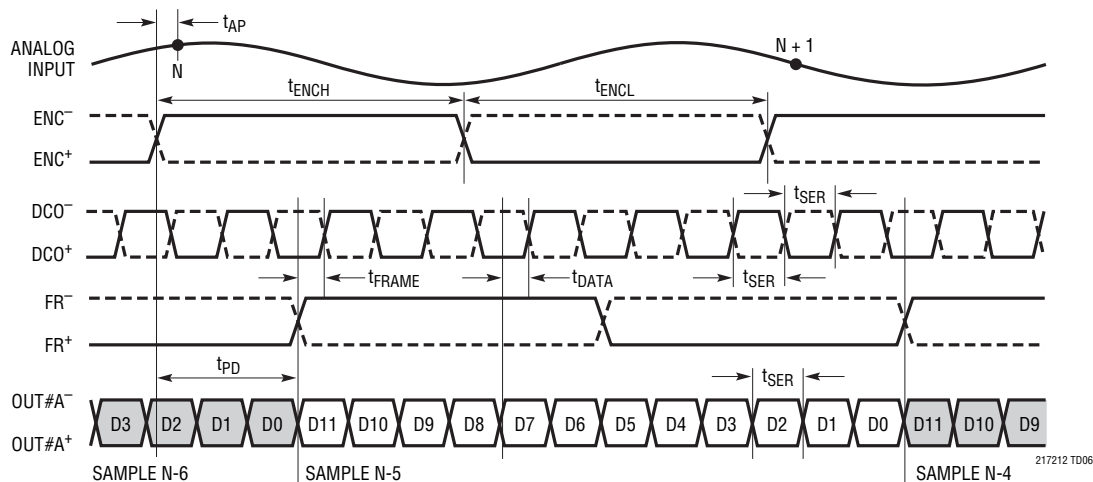 tAP
ANALOG
INPUT
N
N + 1
tENCH
tENCL
ENC–
ENC+
DCO–
DCO+
tSER
tFRAME
tDATA
tSER
FR–
FR+
tPD
tSER
OUT#A–
OUT#A+
D3 D2 D1 D0 D11 D10 D9 D8 D7 D6 D5 D4 D3 D2 D1 D0 D11 D10 D9
SAMPLE N-6
SAMPLE N-5
SAMPLE N-4
217212 TD06